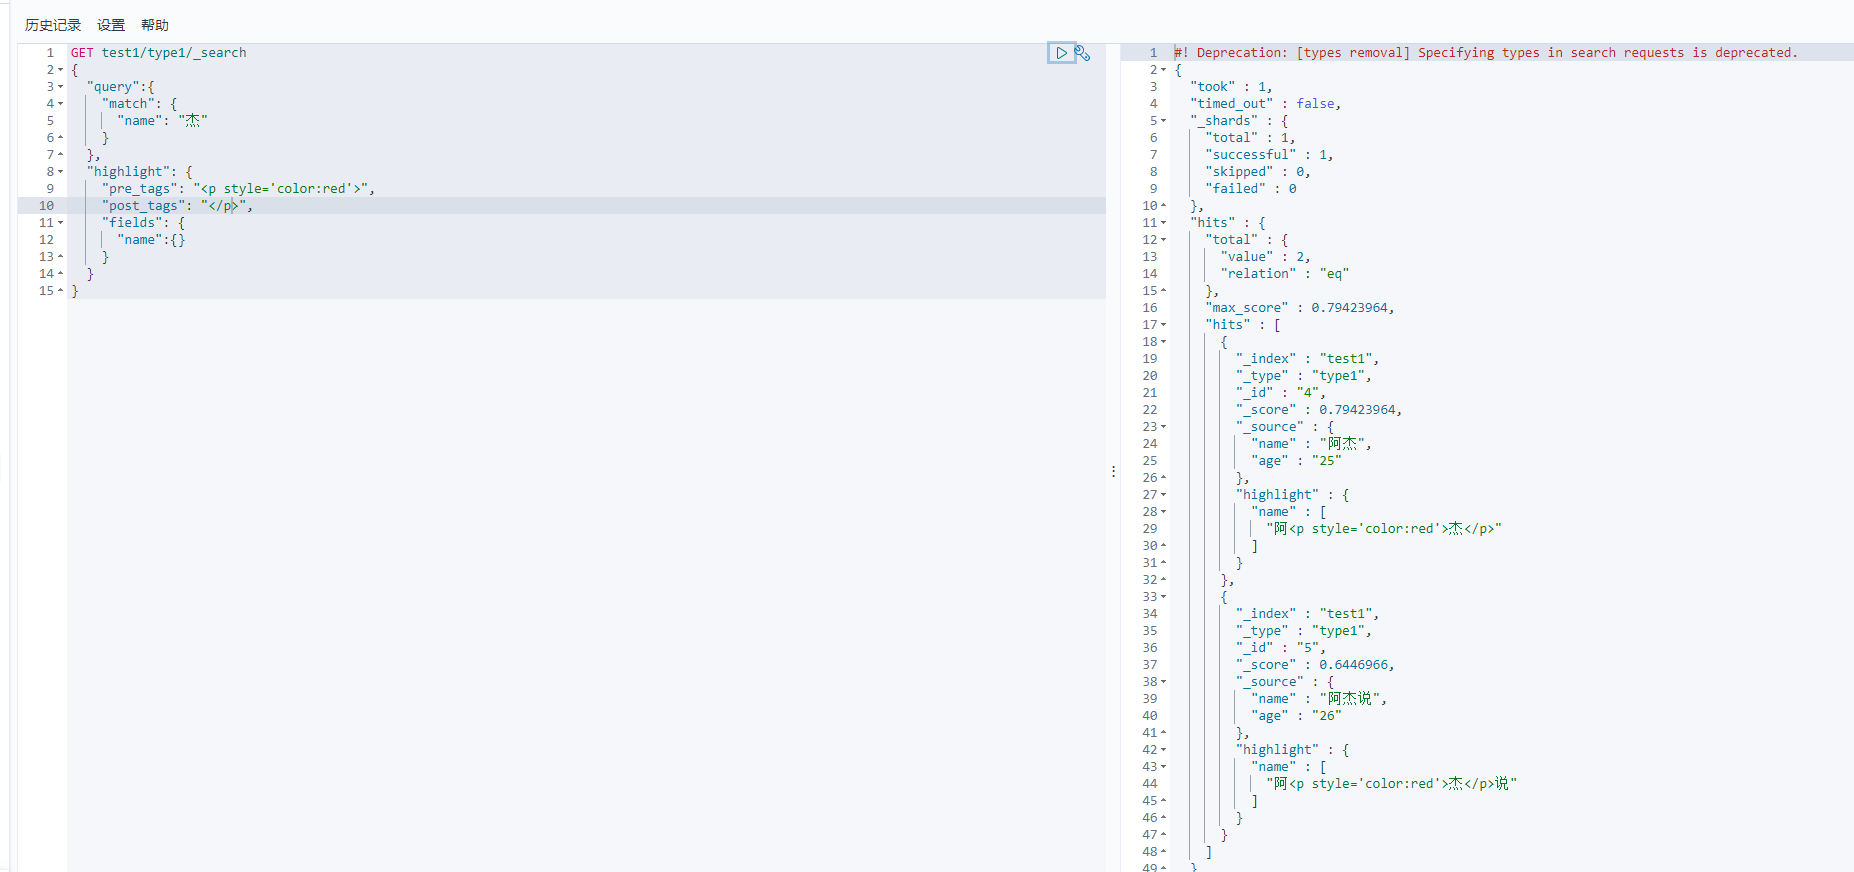 历史记录 设置 帮助
1 GET test1/type1/_search
2 {
3 "query":{
4 "match": {
5 "name": "杰"
6 }
7 },
8 "highlight": {
9 "pre_tags": "<p style='color:red'>",
10 "post_tags": "</p>",
11 "fields": {
12 "name":{}
13 }
14 }
15 }
1 #! Deprecation: [types removal] Specifying types in search requests is deprecated.
2 {
3 "took" : 1,
4 "timed_out" : false,
5 "_shards" : {
6 "total" : 1,
7 "successful" : 1,
8 "skipped" : 0,
9 "failed" : 0
10 },
11 "hits" : {
12 "total" : {
13 "value" : 2,
14 "relation" : "eq"
15 },
16 "max_score" : 0.79423964,
17 "hits" : [
18 {
19 "_index" : "test1",
20 "_type" : "type1",
21 "_id" : "4",
22 "_score" : 0.79423964,
23 "_source" : {
24 "name" : "阿杰",
25 "age" : "25"
26 },
27 "highlight" : {
28 "name" : [
29 "阿<p style='color:red'>杰</p>"
30 ]
31 }
32 },
33 {
34 "_index" : "test1",
35 "_type" : "type1",
36 "_id" : "5",
37 "_score" : 0.6446966,
38 "_source" : {
39 "name" : "阿杰说",
40 "age" : "26"
41 },
42 "highlight" : {
43 "name" : [
44 "阿<p style='color:red'>杰</p>说"
45 ]
46 }
47 }
48 ]
49 }